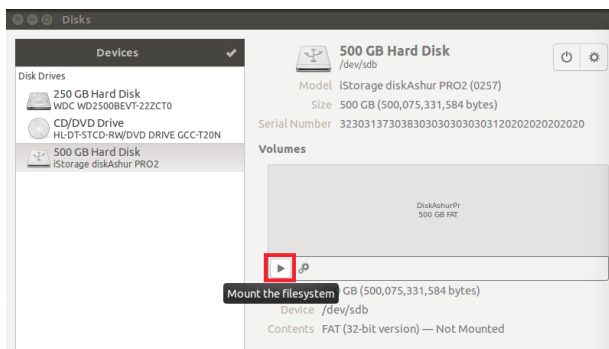 Disks
Devices
Disk Drives
250 GB Hard Disk
WDC WD2500BEVT-22ZCT0
CD/DVD Drive
HL-DT-STCD-RW/DVD DRIVE GCC-T20N
500 GB Hard Disk
iStorage diskAshur PRO2
500 GB Hard Disk
/dev/sdb
Model iStorage diskAshur PRO2 (0257)
Size 500 GB (500,075,331,584 bytes)
Serial Number 32303137303830303030303031202020202020
Volumes
DiskAshurPr
500 GB FAT
Mount the filesystem
GB (500,075,331,584 bytes)
Device /dev/sdb
Contents FAT (32-bit version) — Not Mounted